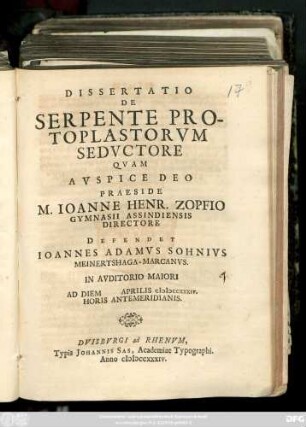 17
DISSERTATIO
DE
SERPENTE PRO-
TOPLASTORVM
SEDVCTORE
QVAM
AVSPICE DEO
PRAESIDE
M. IOANNE HENR. ZOPFIO
GYMNASII ASSINDIENSIS
DIRECTORE
DEFENDET
IOANNES ADAMVS SOHNIVS
MEINERTSHAGA-MARCANVS.
IN AVDITORIO MAIORI
AD DIEM APRILIS
HORIS ANTEMERIDIANIS.
DVISBVRGI ad RHENVM,
Typis JOHANNIS SAS, Academiae Typographi.
Anno cIↃIↃccxxxiv.